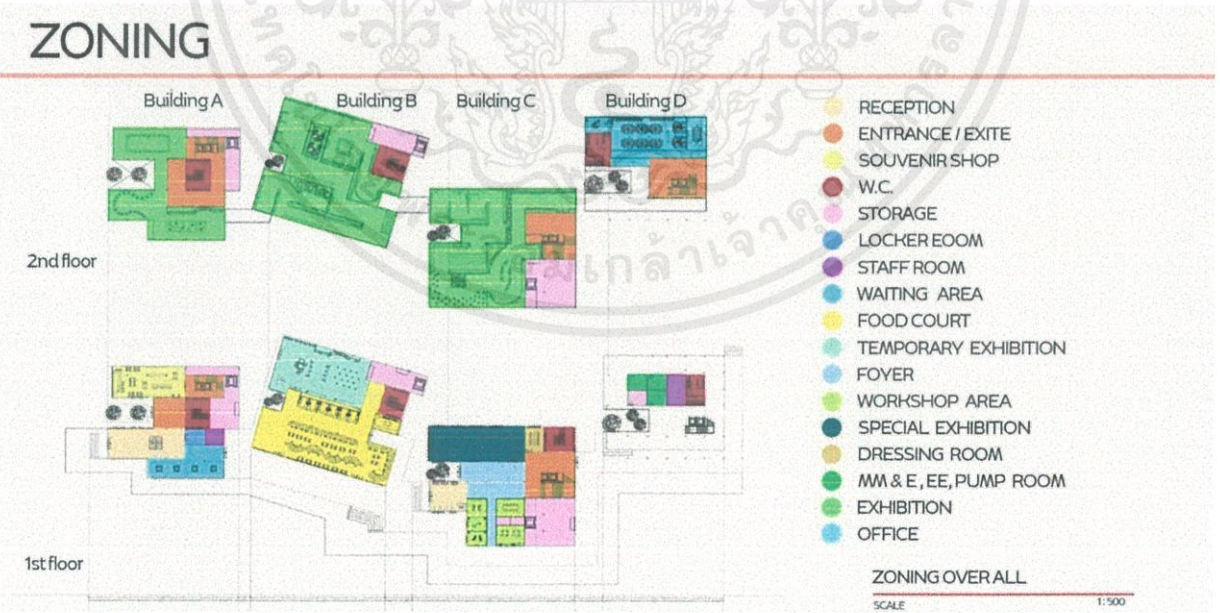 ZONING
Building A
Building B
Building C
Building D
2nd floor
1st floor
RECEPTION
ENTRANCE / EXITE
SOUVENIR SHOP
W.C.
STORAGE
LOCKER EOOM
STAFF ROOM
WAITING AREA
FOOD COURT
TEMPORARY EXHIBITION
FOYER
WORKSHOP AREA
SPECIAL EXHIBITION
DRESSING ROOM
MM & E, EE, PUMP ROOM
EXHIBITION
OFFICE
ZONING OVER ALL
SCALE 1:500